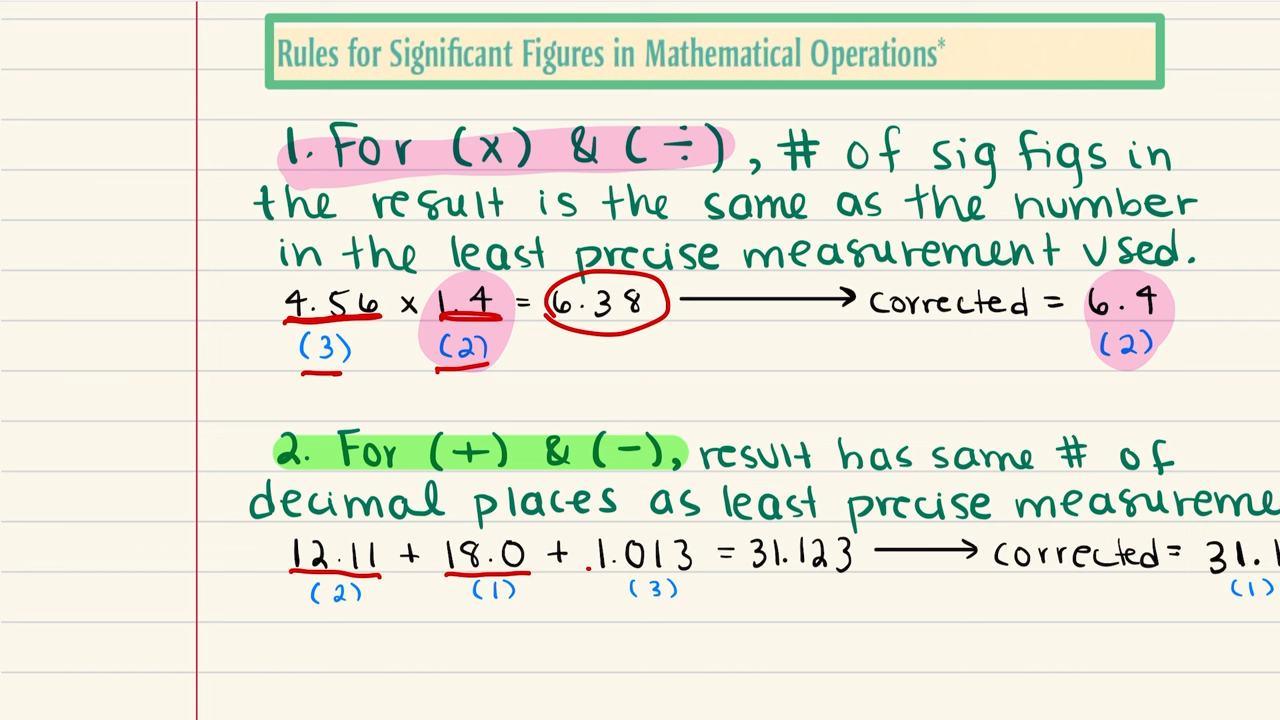 Rules for Significant Figures in Mathematical Operations*
1. For (x) & (÷), # of sig figs in
the result is the same as the number
in the least precise measurement used.
4.56 x 1.4 = 6.38 ⟶ corrected = 6.4
(3) (2) (2)
2. For (+) & (-), result has same # of
decimal places as least precise measureme
12.11 + 18.0 + 1.013 = 31.123 ⟶ corrected = 31.1
(2) (1) (3) (1)